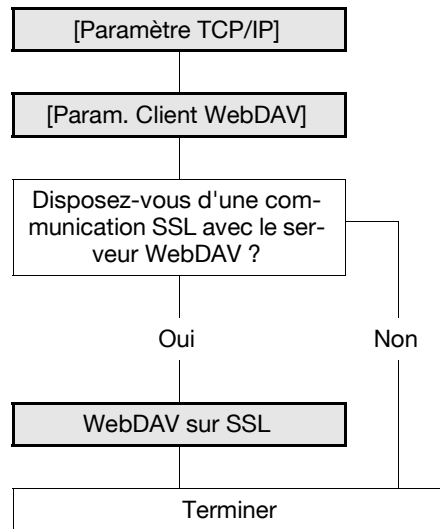 [Paramètre TCP/IP]
[Param. Client WebDAV]
Disposez-vous d'une com-
munication SSL avec le ser-
veur WebDAV ?
Oui
Non
WebDAV sur SSL
Terminer